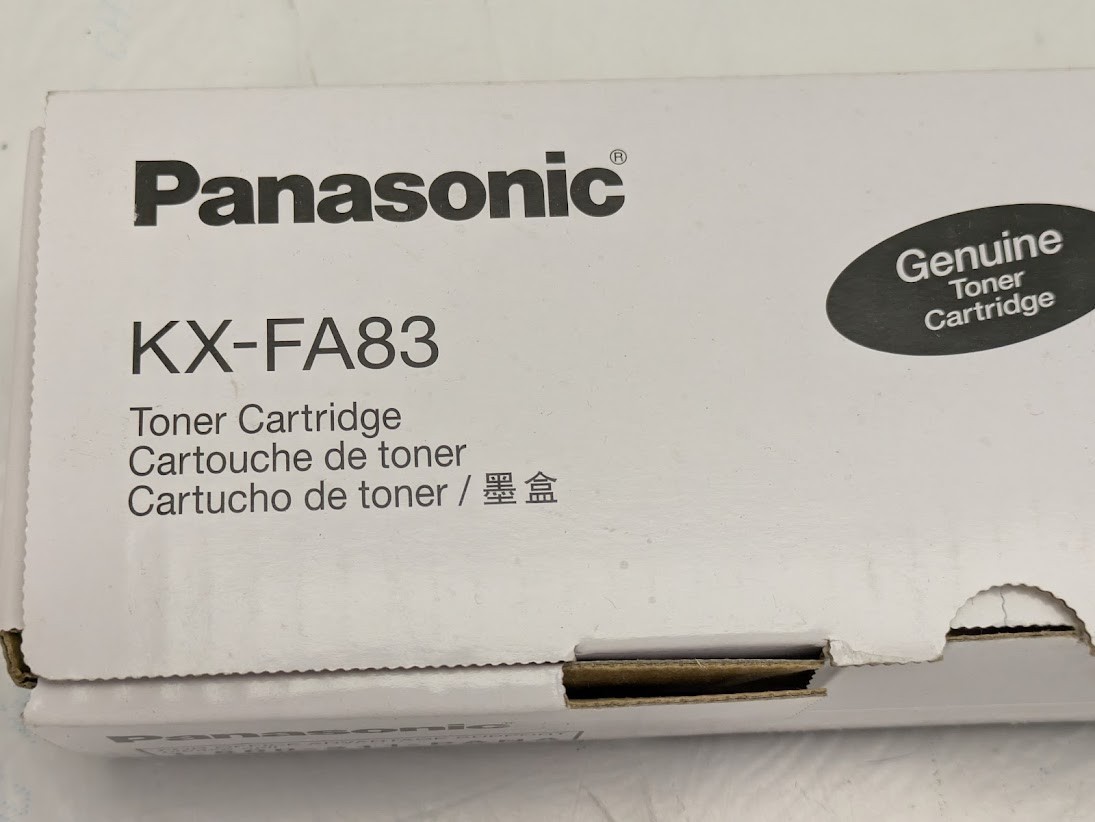 Panasonic®
KX-FA83
Toner Cartridge
Cartouche de toner
Cartucho de toner / 墨盒
Genuine
Toner
Cartridge
Panasonic